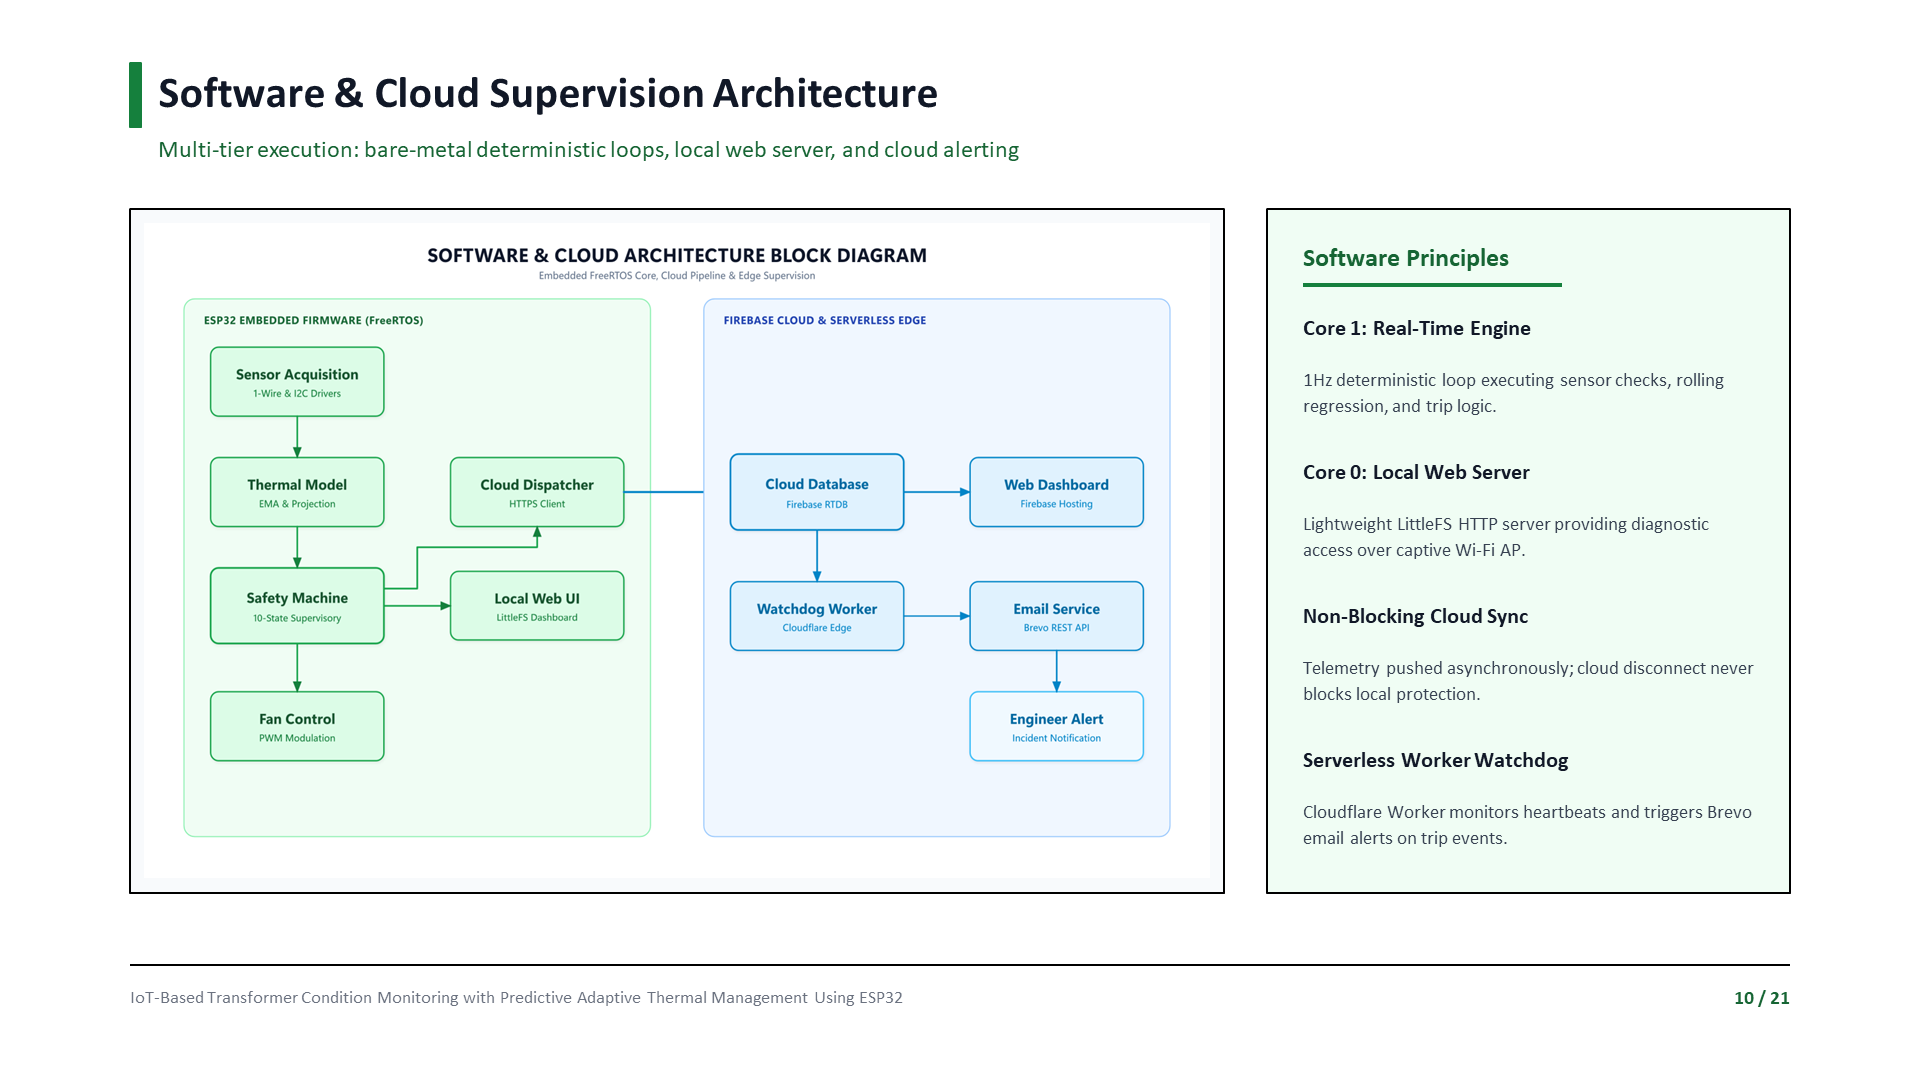 Software & Cloud Supervision Architecture
Multi-tier execution: bare-metal deterministic loops, local web server, and cloud alerting
SOFTWARE & CLOUD ARCHITECTURE BLOCK DIAGRAM
Embedded FreeRTOS Core, Cloud Pipeline & Edge Supervision
ESP32 EMBEDDED FIRMWARE (FreeRTOS)
Sensor Acquisition
1-Wire & I2C Drivers
Thermal Model
EMA & Projection
Cloud Dispatcher
HTTPS Client
Safety Machine
10-State Supervisory
Local Web UI
LittleFS Dashboard
Fan Control
PWM Modulation
FIREBASE CLOUD & SERVERLESS EDGE
Cloud Database
Firebase RTDB
Web Dashboard
Firebase Hosting
Watchdog Worker
Cloudflare Edge
Email Service
Brevo REST API
Engineer Alert
Incident Notification
Software Principles
Core 1: Real-Time Engine
1Hz deterministic loop executing sensor checks, rolling
regression, and trip logic.
Core 0: Local Web Server
Lightweight LittleFS HTTP server providing diagnostic
access over captive Wi-Fi AP.
Non-Blocking Cloud Sync
Telemetry pushed asynchronously; cloud disconnect never
blocks local protection.
Serverless Worker Watchdog
Cloudflare Worker monitors heartbeats and triggers Brevo
email alerts on trip events.
IoT-Based Transformer Condition Monitoring with Predictive Adaptive Thermal Management Using ESP32
10 / 21